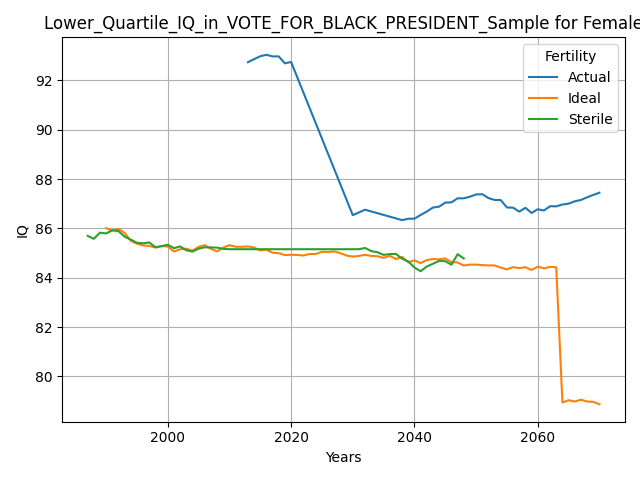 Lower_Quartile_IQ_in_VOTE_FOR_BLACK_PRESIDENT_Sample for Female
IQ
92
90
88
86
84
82
80
Fertility
Actual
Ideal
Sterile
2000
2020
2040
2060
Years